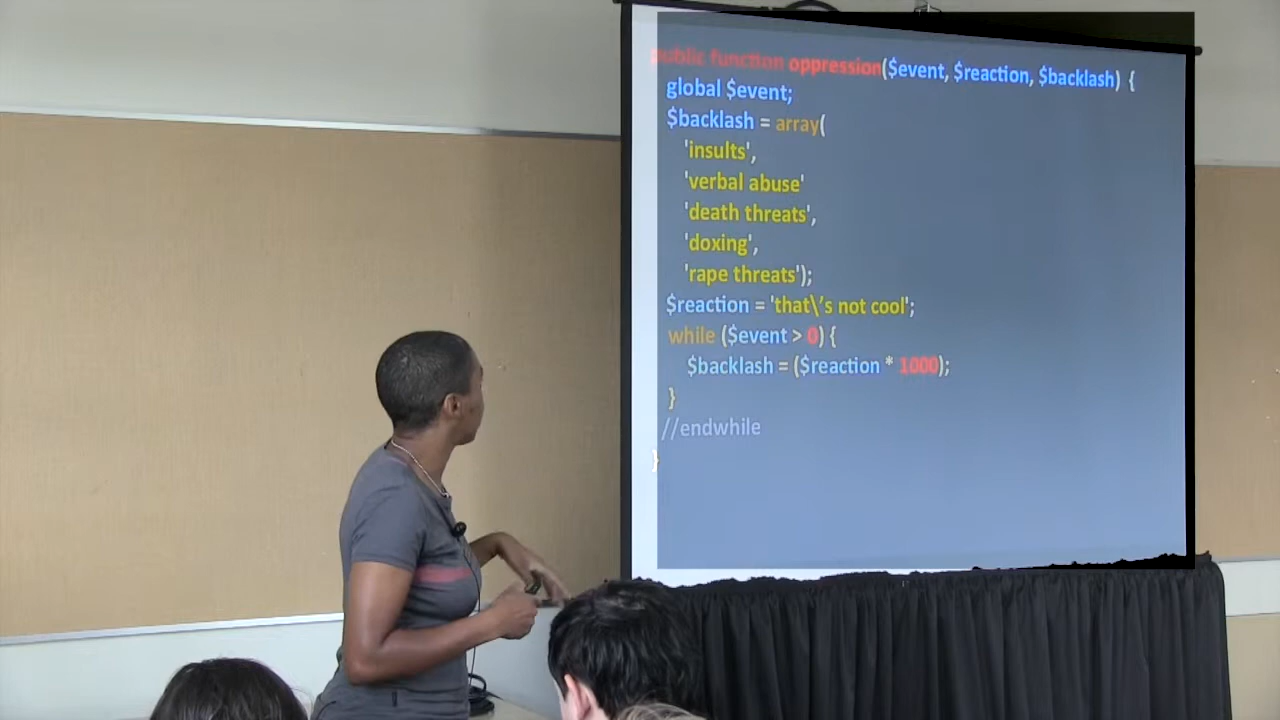 public function oppression($event, $reaction, $backlash) {
global $event;
$backlash = array(
'insults',
'verbal abuse'
'death threats',
'doxing',
'rape threats');
$reaction = 'that\'s not cool';
while ($event > 0) {
$backlash = ($reaction * 1000);
}
//endwhile
}